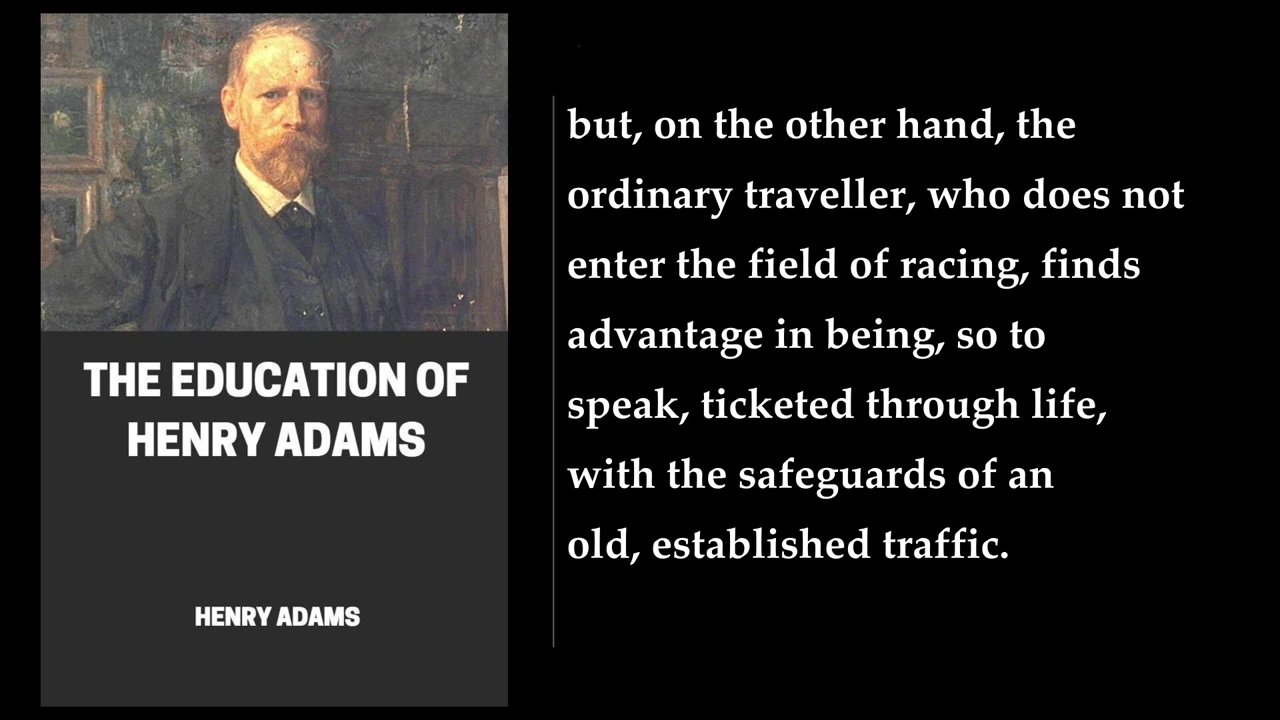 THE EDUCATION OF
HENRY ADAMS
HENRY ADAMS
but, on the other hand, the
ordinary traveller, who does not
enter the field of racing, finds
advantage in being, so to
speak, ticketed through life,
with the safeguards of an
old, established traffic.